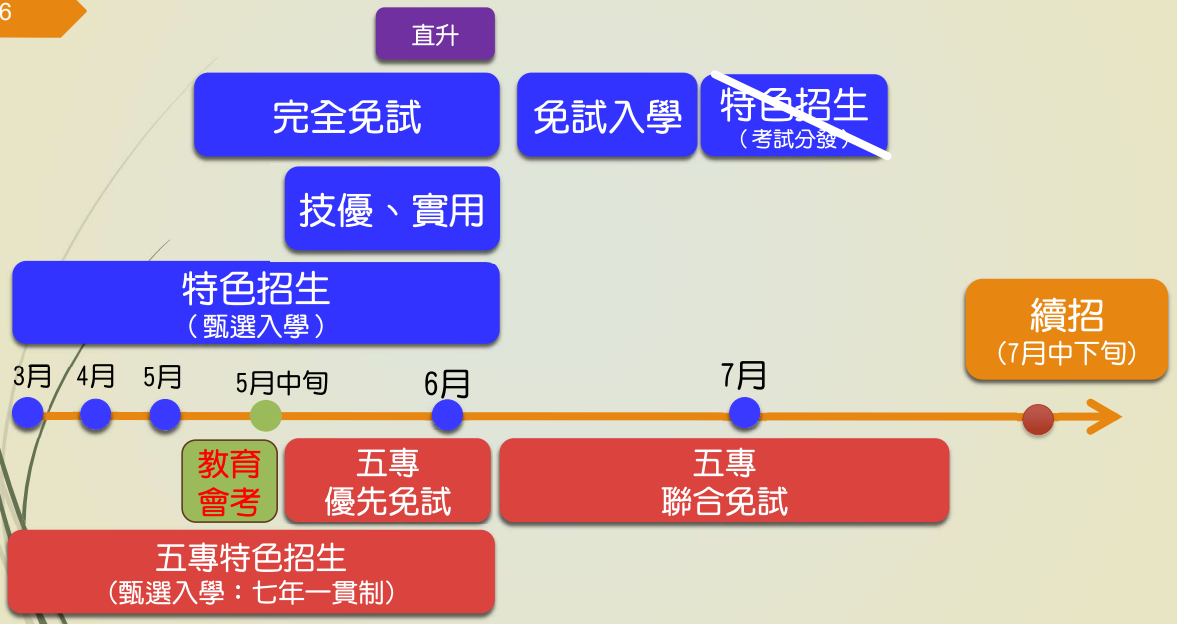 6
直升
完全免試
免試入學
特色招生
（考試分發）
技優、實用
特色招生
（甄選入學）
續招
(7月中下旬)
3月
4月
5月
5月中旬
6月
7月
教育
會考
五專
優先免試
五專
聯合免試
五專特色招生
(甄選入學：七年一貫制)